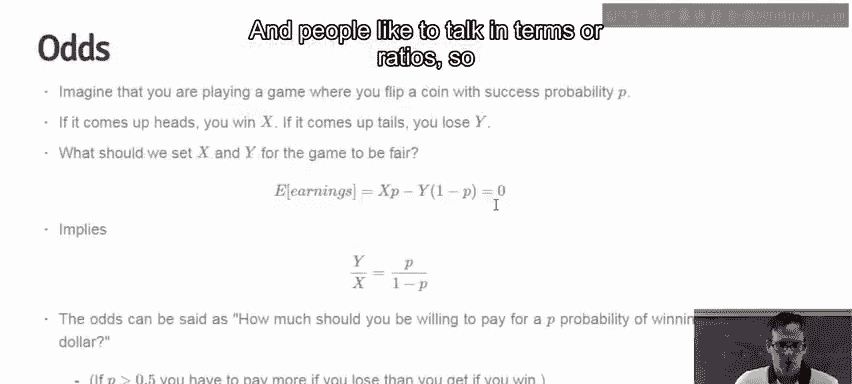 And people like to talk in terms or
ratios, so
Odds
· Imagine that you are playing a game where you flip a coin with success probability p.
· If it comes up heads, you win X. If it comes up tails, you lose Y.
· What should we set X and Y for the game to be fair?
E[earnings] = Xp − Y(1 − p) = 0
· Implies
Y/X = p/(1 − p)
· The odds can be said as "How much should you be willing to pay for a p probability of
dollar?"
- (If p > 0.5 you have to pay more if you lose than you get if you win.)